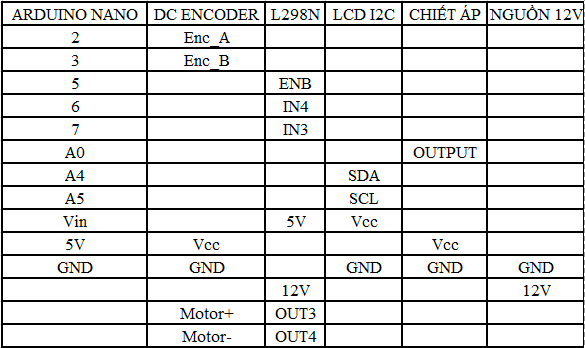 ARDUINO NANO DC ENCODER L298N LCD I2C CHIẾT ÁP NGUỒN 12V
2 Enc_A
3 Enc_B
5 ENB
6 IN4
7 IN3
A0 OUTPUT
A4 SDA
A5 SCL
Vin 5V Vcc
5V Vcc Vcc
GND GND GND GND GND
12V 12V
Motor+ OUT3
Motor- OUT4